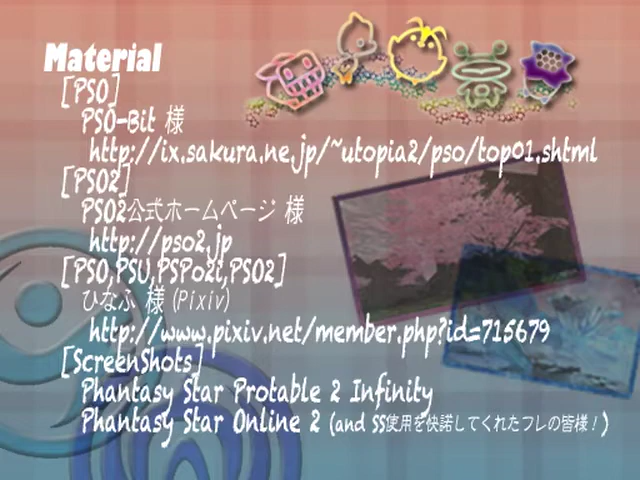 Material
[PSO]
PSO-Bit 様
http://ix.sakura.ne.jp/~utopia2/pso/top01.shtml
[PSO2]
PSO2公式ホームページ 様
http://pso2.jp
[PSO,PSU,PSPo2i,PSO2]
ひなふ 様 (Pixiv)
http://www.pixiv.net/member.php?id=715679
[ScreenShots]
Phantasy Star Protable 2 Infinity
Phantasy Star Online 2 (and SS使用を快諾してくれたフレの皆様！)